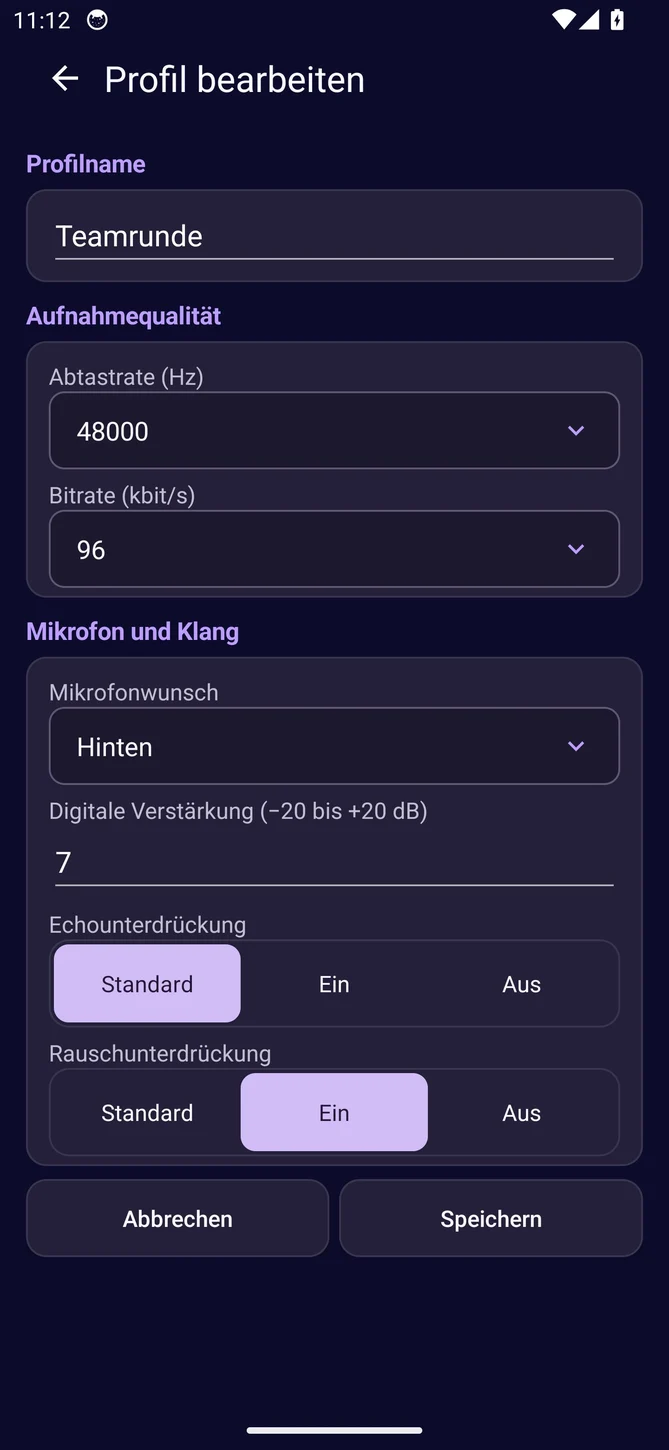 11:12
Profil bearbeiten
Profilname
Teamrunde
Aufnahmequalität
Abtastrate (Hz)
48000
Bitrate (kbit/s)
96
Mikrofon und Klang
Mikrofonwunsch
Hinten
Digitale Verstärkung (−20 bis +20 dB)
7
Echounterdrückung
Standard Ein Aus
Rauschunterdrückung
Standard Ein Aus
Abbrechen Speichern